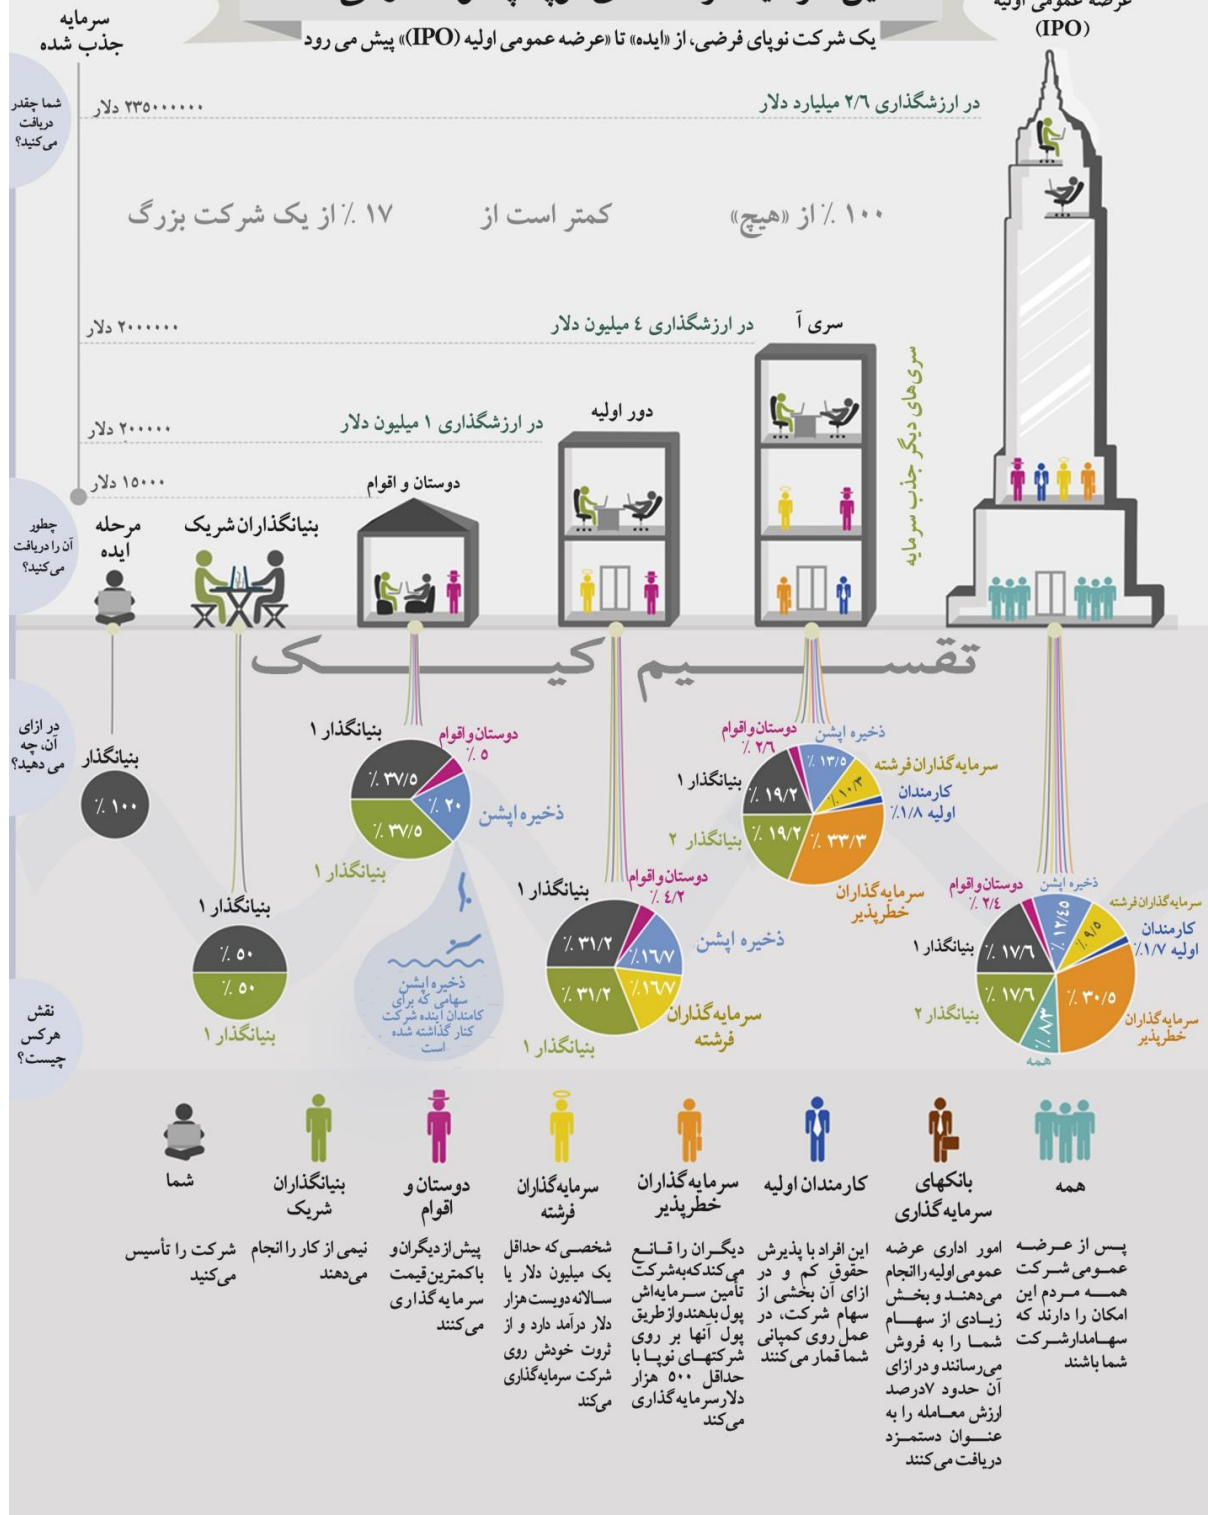 عرضه عمومی اولیه
(IPO)
سرمایه
جذب شده
یک شرکت نوپای فرضی، از «ایده» تا «عرضه عمومی اولیه (IPO)» پیش می رود
شما چقدر
دریافت
می‌کنید؟
در ارزشگذاری ۲/۶ میلیارد دلار
۲۳۵۰۰۰۰۰۰ دلار
۱۰۰ ٪ از «هیچ»
کمتر است از
۱۷ ٪ از یک شرکت بزرگ
سری آ
در ارزشگذاری ٤ میلیون دلار
۲۰۰۰۰۰۰ دلار
سری‌های دیگر جذب سرمایه
دور اولیه
در ارزشگذاری ۱ میلیون دلار
۲۰۰۰۰۰ دلار
دوستان و اقوام
۱۵۰۰۰ دلار
بنیانگذاران شریک
مرحله
ایده
چطور
آن را دریافت
می‌کنید؟
تقسیم کیک
در ازای
آن، چه
می دهید؟
بنیانگذار
٪ ۱۰۰
بنیانگذار ۱
٪ ۵۰
٪ ۵۰
بنیانگذار ۱
بنیانگذار ۱
دوستان و اقوام
٪ ۵
٪ ۳۷/۵
٪ ۲۰
ذخیره اپشن
٪ ۳۷/۵
بنیانگذار ۱
ذخیره اپشن
سهامی که برای
کامندان آینده شرکت
کنار گذاشته شده
است
بنیانگذار ۱
دوستان و اقوام
٪ ٤/۲
٪ ۳۱/۲
٪۱۶/۷
ذخیره اپشن
٪ ۳۱/۲
٪۱۶/۷
سرمایه‌گذاران
فرشته
بنیانگذار ۱
دوستان و اقوام
٪ ۲/۶
ذخیره اپشن
٪ ۱۳/۵
سرمایه‌گذاران فرشته
٪ ۱۰/۳
بنیانگذار ۱
٪ ۱۹/۲
کارمندان
اولیه ۱/۸٪
بنیانگذار ۲
٪ ۱۹/۲
٪ ۳۳/۳
سرمایه‌گذاران
خطرپذیر
دوستان و اقوام
٪ ۲/٤
ذخیره اپشن
٪ ۱۲/٤۵
سرمایه‌گذاران فرشته
٪ ۹/۵
کارمندان
اولیه ۱/۷٪
بنیانگذار ۱
٪ ۱۷/۶
بنیانگذار ۲
٪ ۱۷/۶
٪ ۳۰/۵
سرمایه‌گذاران
خطرپذیر
٪ ۸/۳
همه
نقش
هرکس
چیست؟
همه
پس از عرضه
عمومی شرکت
همه مردم این
امکان را دارند که
سهامدار شرکت
شما باشند
بانکهای
سرمایه‌گذاری
امور اداری عرضه
عمومی اولیه را انجام
می‌دهند و بخش
زیادی از سهام
شما را به فروش
می‌رسانند و در ازای
آن حدود ۷درصد
ارزش معامله را به
عنوان دستمزد
دریافت می‌کنند
کارمندان اولیه
این افراد با پذیرش
حقوق کم و در
ازای آن بخشی از
سهام شرکت، در
عمل روی کمپانی
شما قمار می‌کنند
سرمایه‌گذاران
خطرپذیر
دیگران را قانع
می‌کند که به شرکت
تأمین سرمایه‌اش
پول بدهند و از طریق
پول آنها بر روی
شرکتهای نوپا با
حداقل ۵۰۰ هزار
دلار سرمایه‌گذاری
می‌کند
سرمایه‌گذاران
فرشته
شخصی که حداقل
یک میلیون دلار یا
سالانه دویست هزار
دلار درآمد دارد و از
ثروت خودش روی
شرکت سرمایه‌گذاری
می‌کند
دوستان و
اقوام
پیش از دیگران و
با کمترین قیمت
سرمایه گذاری
می‌کنند
بنیانگذاران
شریک
نیمی از کار را انجام
می‌دهند
شما
شرکت را تأسیس
می‌کنید